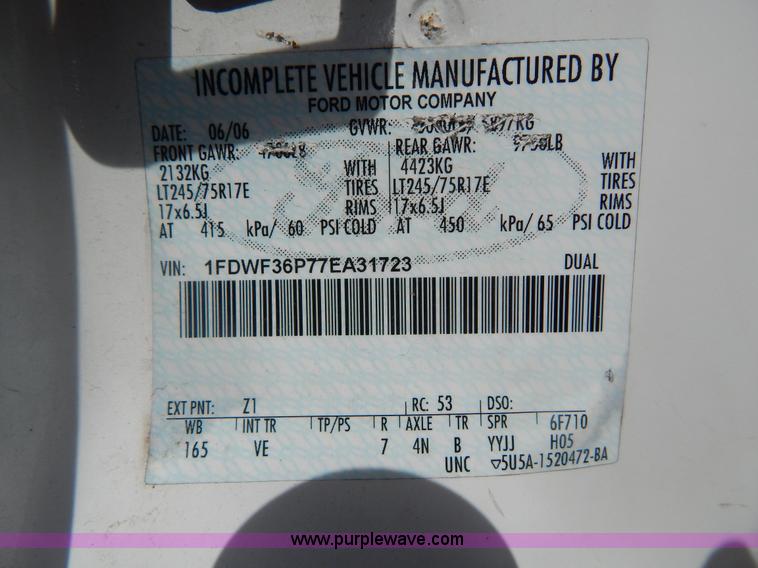 INCOMPLETE VEHICLE MANUFACTURED BY
FORD MOTOR COMPANY
DATE: 06/06 GVWR:
FRONT GAWR: REAR GAWR: LB
2132KG WITH 4423KG WITH
LT245/75R17E TIRES LT245/75R17E TIRES
17x6.5J RIMS 17x6.5J RIMS
AT 415 kPa/ 60 PSI COLD AT 450 kPa/ 65 PSI COLD
VIN: 1FDWF36P77EA31723 DUAL
EXT PNT: Z1 RC: 53 DSO:
WB INT TR TP/PS R AXLE TR SPR 6F710
165 VE 7 4N B YYJJ H05
UNC ▽5U5A-1520472-BA
www.purplewave.com